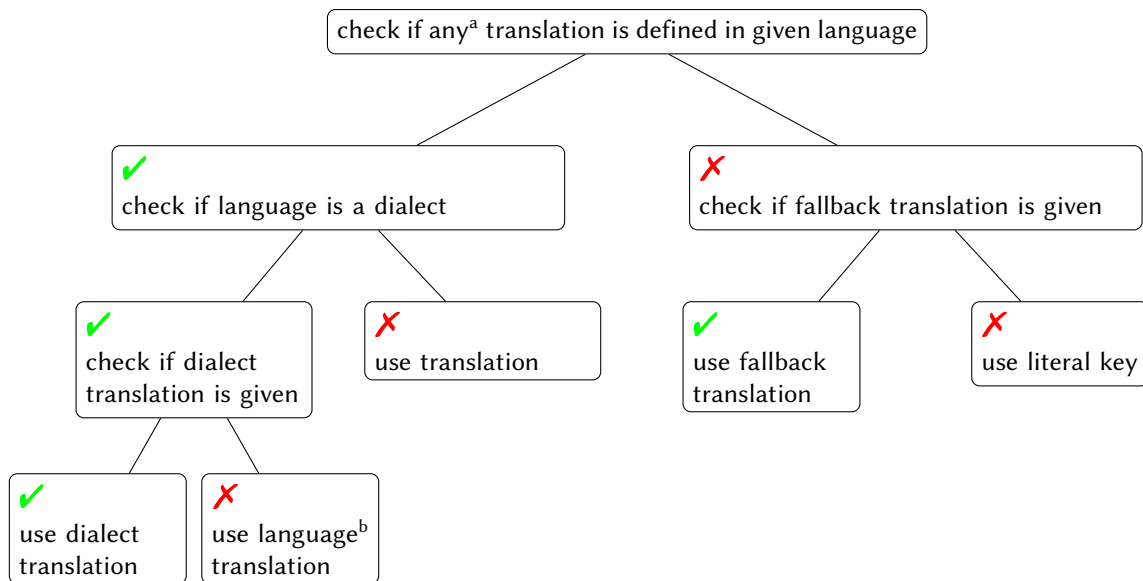 check if any^a translation is defined in given language
✔
check if language is a dialect
✗
check if fallback translation is given
✔
check if dialect
translation is given
✗
use translation
✔
use fallback
translation
✗
use literal key
✔
use dialect
translation
✗
use language^b
translation